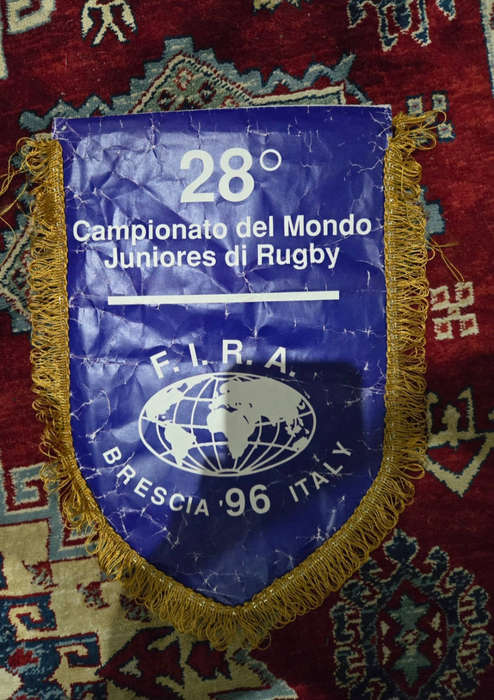 28°
Campionato del Mondo
Juniores di Rugby
F. I. R. A.
BRESCIA '96 ITALY